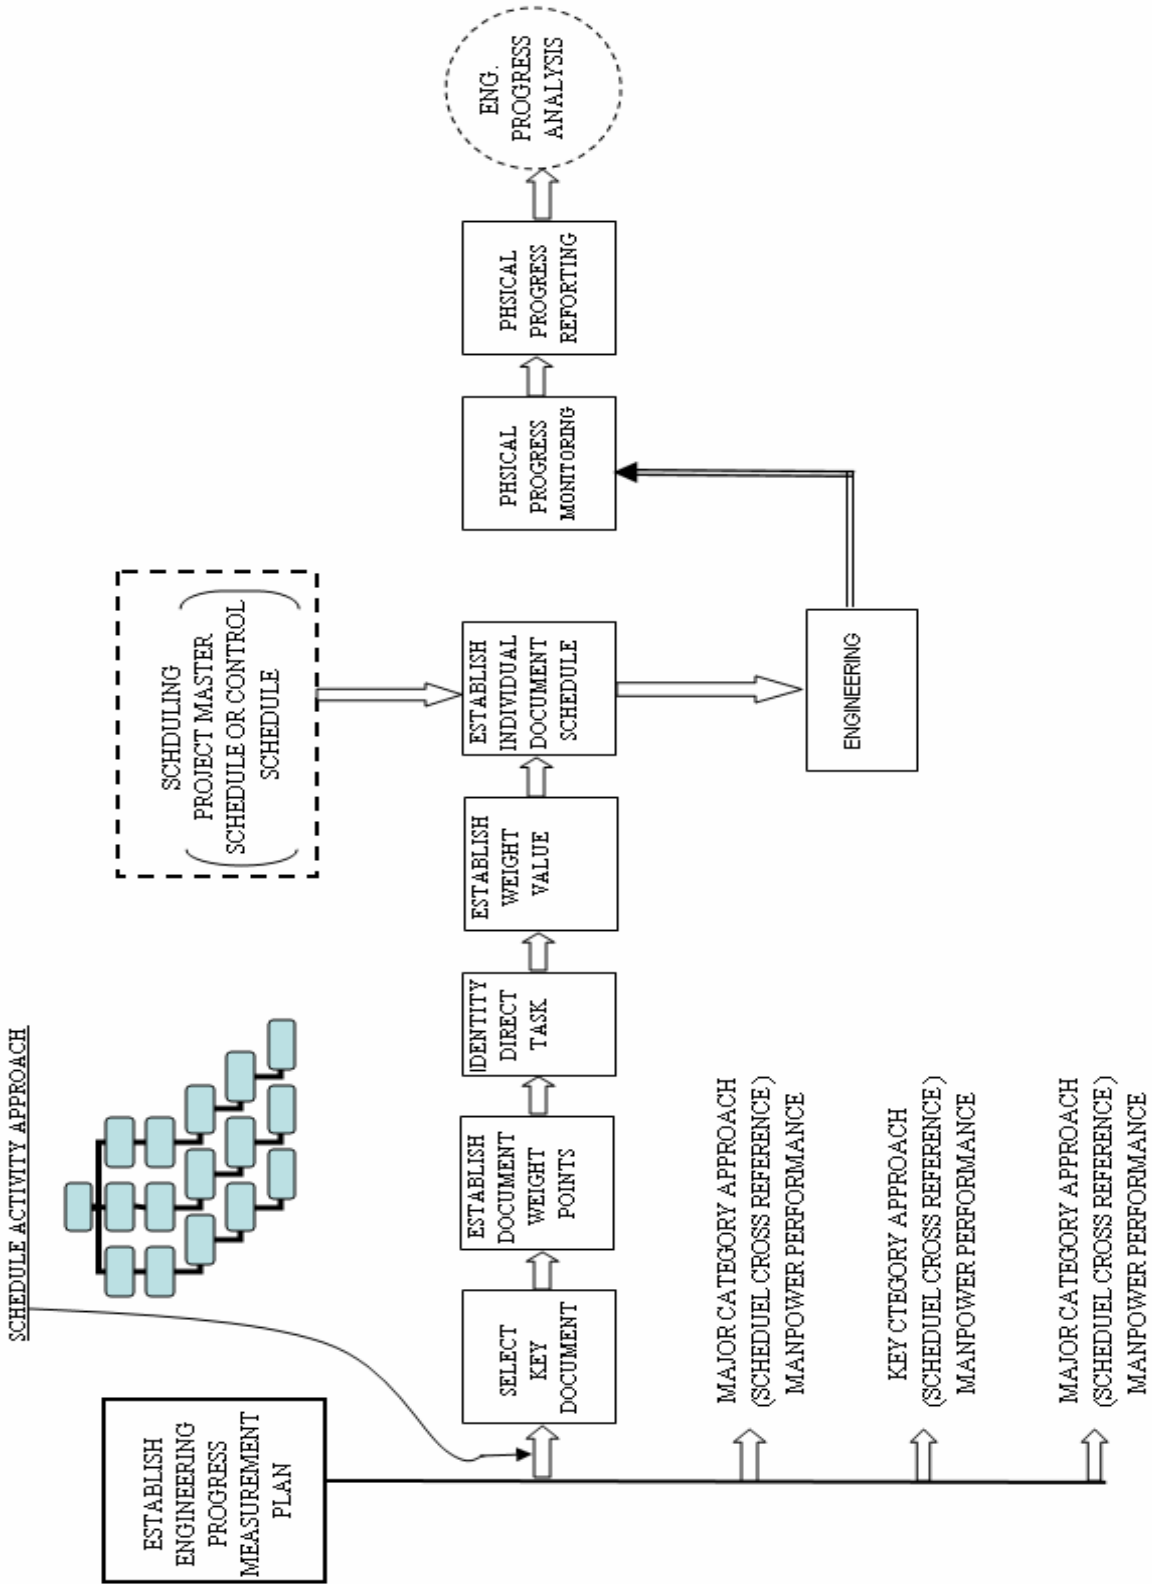 SCHEDULE ACTIVITY APPROACH
ESTABLISH
ENGINEERING
PROGRESS
MEASUREMENT
PLAN
SCHDULING
PROJECT MASTER
SCHEDULE OR CONTROL
SCHEDULE
SELECT
KEY
DOCUMENT
ESTABLISH
DOCUMENT
WEIGHT
POINTS
IDENTITY
DIRECT
TASK
ESTABLISH
WEIGHT
VALUE
ESTABLISH
INDIVIDUAL
DOCUMENT
SCHEDULE
PHSICAL
PROGRESS
MONITORING
PHSICAL
PROGRESS
REFORTING
ENG.
PROGRESS
ANALYSIS
ENGINEERING
MAJOR CATEGORY APPROACH
(SCHEDUEL CROSS REFERENCE)
MANPOWER PERFORMANCE
KEY CTEGORY APPROACH
(SCHEDUEL CROSS REFERENCE)
MANPOWER PERFORMANCE
MAJOR CATEGORY APPROACH
(SCHEDUEL CROSS REFERENCE)
MANPOWER PERFORMANCE